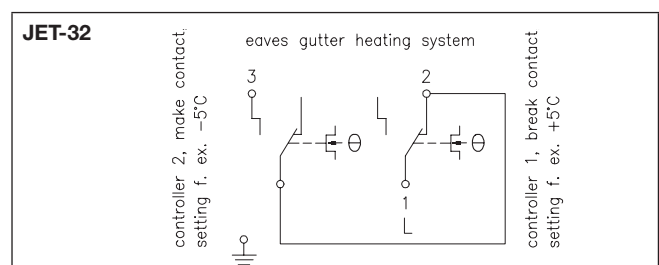 JET-32
eaves gutter heating system
controller 2, make contact,
setting f. ex. −5°C
3
2
θ
θ
1
L
controller 1, break contact
setting f. ex. +5°C